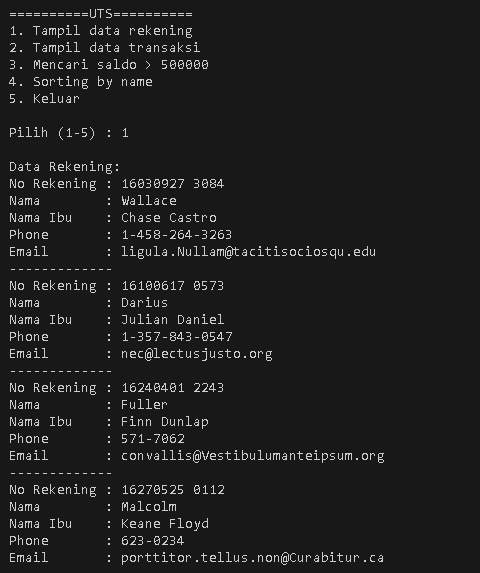 ==========UTS==========
1. Tampil data rekening
2. Tampil data transaksi
3. Mencari saldo > 500000
4. Sorting by name
5. Keluar
Pilih (1-5) : 1
Data Rekening:
No Rekening : 16030927 3084
Nama        : Wallace
Nama Ibu    : Chase Castro
Phone       : 1-458-264-3263
Email       : ligula.Nullam@tacitisociosqu.edu
-------------
No Rekening : 16100617 0573
Nama        : Darius
Nama Ibu    : Julian Daniel
Phone       : 1-357-843-0547
Email       : nec@lectusjusto.org
-------------
No Rekening : 16240401 2243
Nama        : Fuller
Nama Ibu    : Finn Dunlap
Phone       : 571-7062
Email       : convallis@Vestibulumanteipsum.org
-------------
No Rekening : 16270525 0112
Nama        : Malcolm
Nama Ibu    : Keane Floyd
Phone       : 623-0234
Email       : porttitor.tellus.non@Curabitur.ca